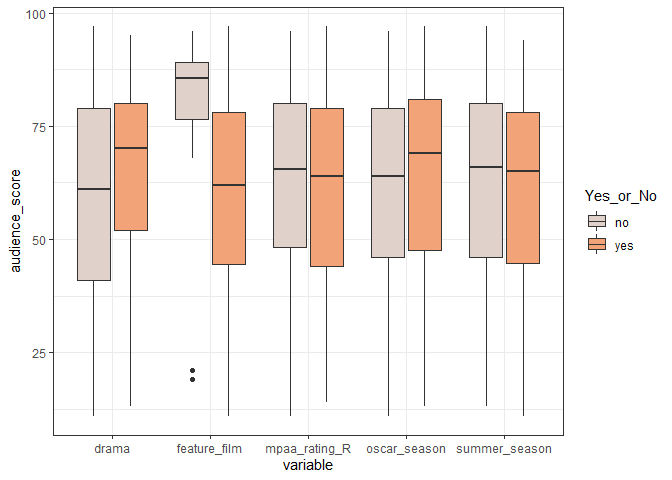 100
75
50
25
audience_score
drama
feature_film
mpaa_rating_R
oscar_season
summer_season
variable
Yes_or_No
no
yes